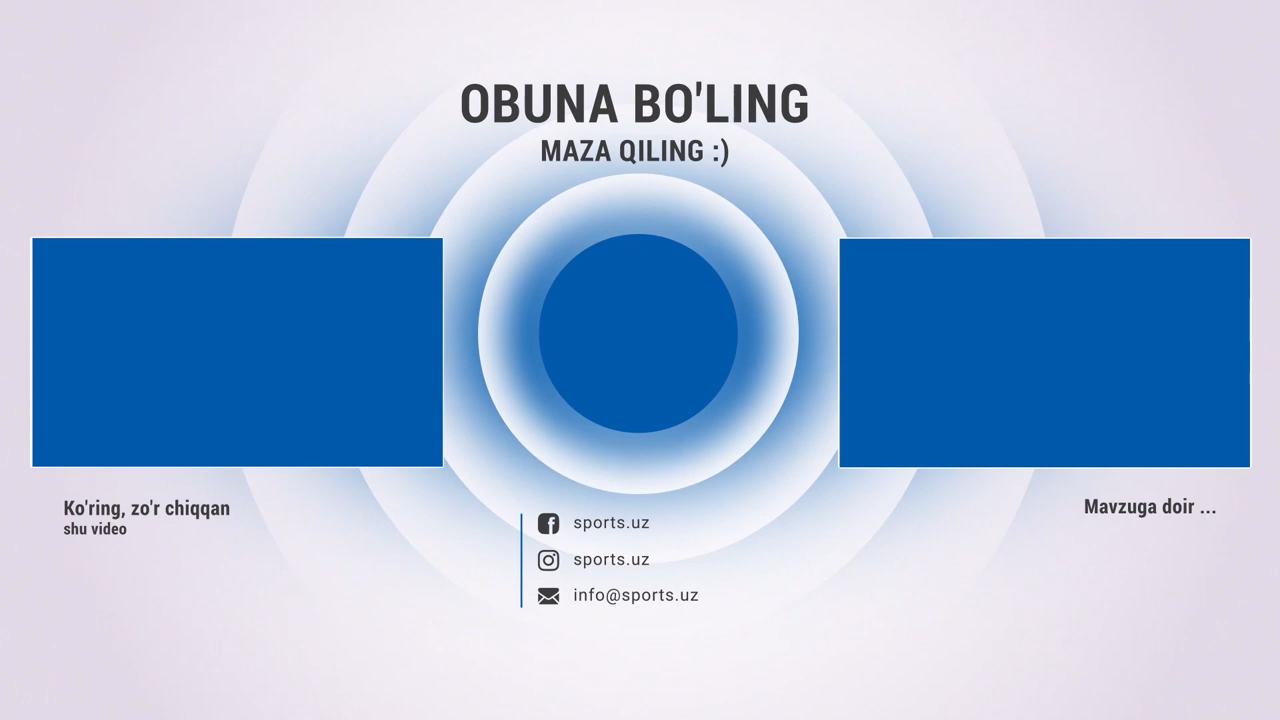 OBUNA BO'LING
MAZA QILING :)
Ko'ring, zo'r chiqqan
shu video
Mavzuga doir ...
sports.uz
sports.uz
info@sports.uz